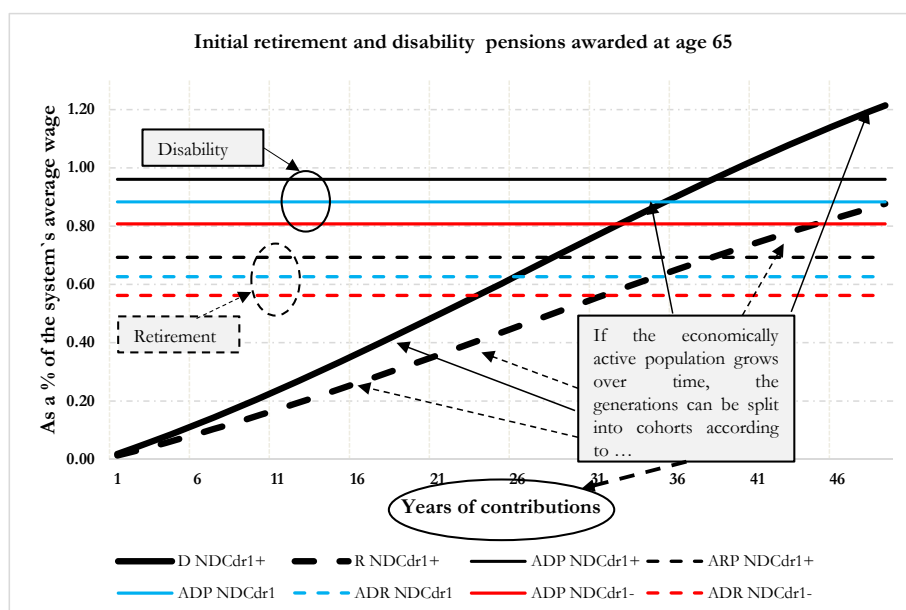 Initial retirement and disability pensions awarded at age 65
As a % of the system`s average wage
1.20
1.00
0.80
0.60
0.40
0.20
0.00
Disability
Retirement
If the economically
active population grows
over time, the
generations can be split
into cohorts according
to …
1 6 11 16 21 26 31 36 41 46
Years of contributions
D NDCdr1+ R NDCdr1+ ADP NDCdr1+ ARP NDCdr1+
ADP NDCdr1 ADR NDCdr1 ADP NDCdr1- ADR NDCdr1-